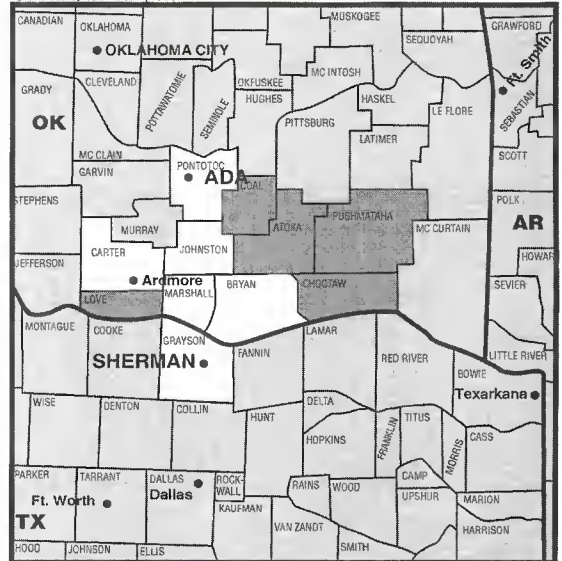 CANADIAN
OKLAHOMA
OKLAHOMA CITY
MUSKOGEE
SEQUOYAH
CRAWFORD
Ft. Smith
CLEVELAND
POTTAWATOMIE
SEMINOLE
OKFUSKEE
HUGHES
MC INTOSH
HASKEL
LE FLORE
SEBASTIAN
GRADY
OK
PITTSBURG
LATIMER
SCOTT
MC CLAIN
GARVIN
PONTOTOC
ADA
COAL
STEPHENS
MURRAY
ATOKA
PUSHMATAHA
MC CURTAIN
POLK
AR
CARTER
JOHNSTON
HOWAR
JEFFERSON
Ardmore
MARSHALL
BRYAN
CHOCTAW
SEVIER
LOVE
MONTAGUE
COOKE
GRAYSON
SHERMAN
FANNIN
LAMAR
RED RIVER
LITTLE RIVER
BOWIE
Texarkana
WISE
DENTON
COLLIN
HUNT
DELTA
HOPKINS
FRANKLIN
TITUS
MORRIS
CASS
PARKER
TARRANT
DALLAS
ROCK-
WALL
RAINS
WOOD
CAMP
UPSHUR
MARION
Ft. Worth
Dallas
KAUFMAN
TX
VAN ZANDT
HARRISON
HOOD
JOHNSON
ELLIS
SMITH